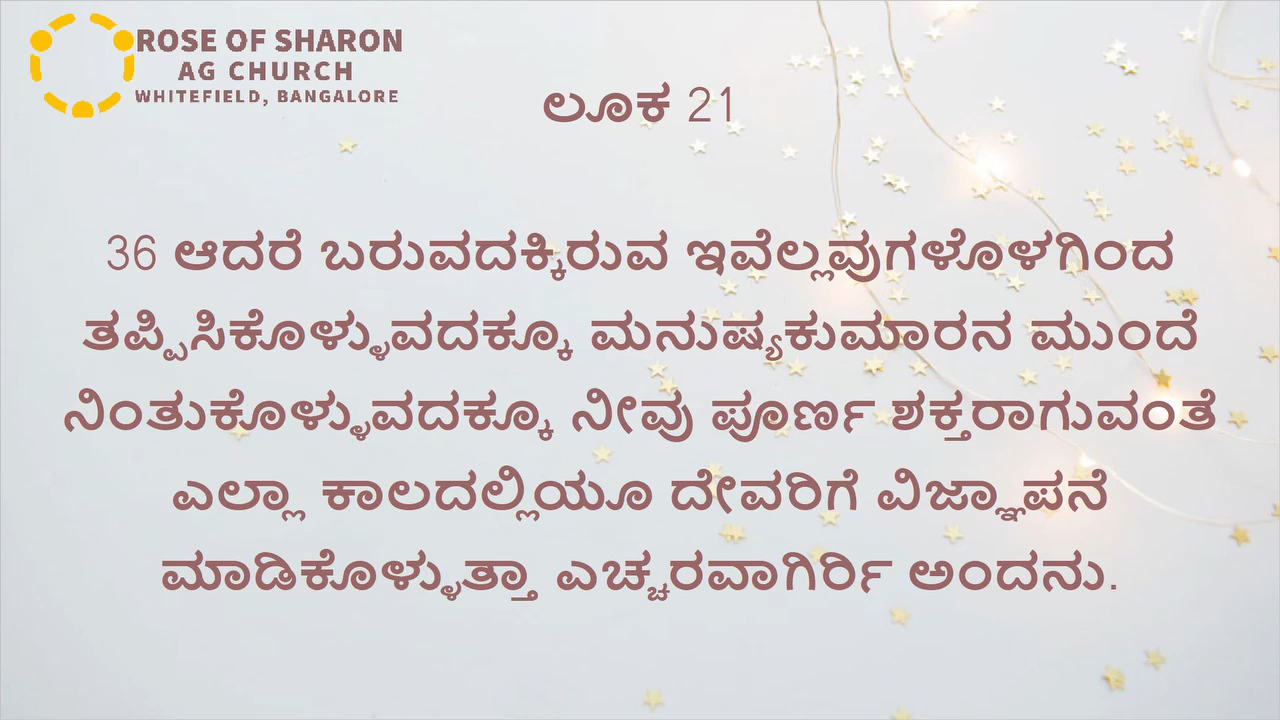 ROSE OF SHARON
AG CHURCH
WHITEFIELD, BANGALORE
ಲೂಕ 21
36 ಆದರೆ ಬರುವದಕ್ಕಿರುವ ಇವೆಲ್ಲವುಗಳೊಳಗಿಂದ
ತಪ್ಪಿಸಿಕೊಳ್ಳುವದಕ್ಕೂ ಮನುಷ್ಯಕುಮಾರನ ಮುಂದೆ
ನಿಂತುಕೊಳ್ಳುವದಕ್ಕೂ ನೀವು ಪೂರ್ಣ ಶಕ್ತರಾಗುವಂತೆ
ಎಲ್ಲಾ ಕಾಲದಲ್ಲಿಯೂ ದೇವರಿಗೆ ವಿಜ್ಞಾಪನೆ
ಮಾಡಿಕೊಳ್ಳುತ್ತಾ ಎಚ್ಚರವಾಗಿರ್ರಿ ಅಂದನು.